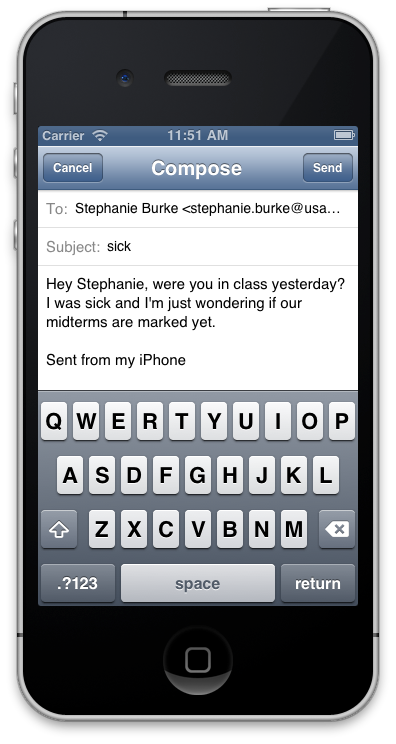 Carrier 11:51 AM
Cancel Compose Send
To: Stephanie Burke <stephanie.burke@usa…
Subject: sick
Hey Stephanie, were you in class yesterday?
I was sick and I'm just wondering if our
midterms are marked yet.
Sent from my iPhone
Q W E R T Y U I O P
A S D F G H J K L
Z X C V B N M
.?123 space return